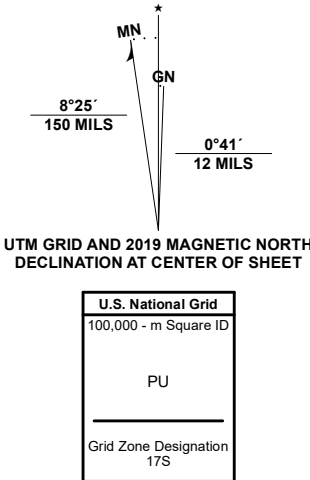 ★
MN
GN
8°25´
150 MILS
0°41´
12 MILS
UTM GRID AND 2019 MAGNETIC NORTH
DECLINATION AT CENTER OF SHEET
U.S. National Grid
100,000 - m Square ID
PU
Grid Zone Designation
17S